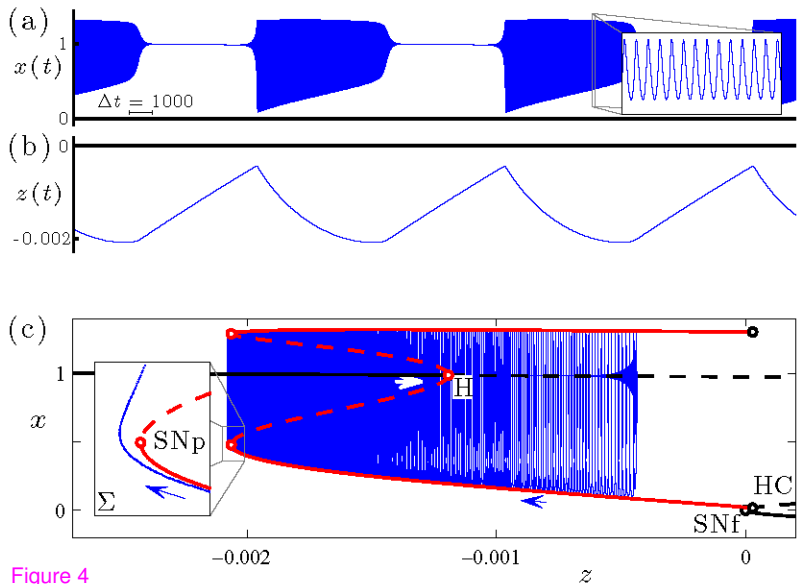 (a)
1
x(t)
Δt = 1000
0
(b)
0
z(t)
-0.002
(c)
1
H
x
SNp
Σ
0
HC
SNf
−0.002
−0.001
0
z
Figure 4